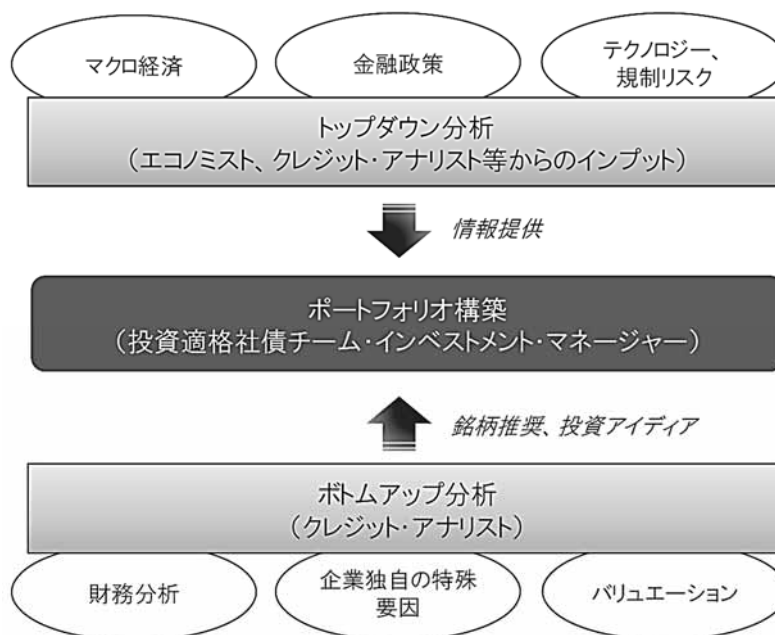 マクロ経済
金融政策
テクノロジー、
規制リスク
トップダウン分析
（エコノミスト、クレジット・アナリスト等からのインプット）
情報提供
ポートフォリオ構築
（投資適格社債チーム・インベストメント・マネージャー）
銘柄推奨、投資アイディア
ボトムアップ分析
（クレジット・アナリスト）
財務分析
企業独自の特殊
要因
バリュエーション